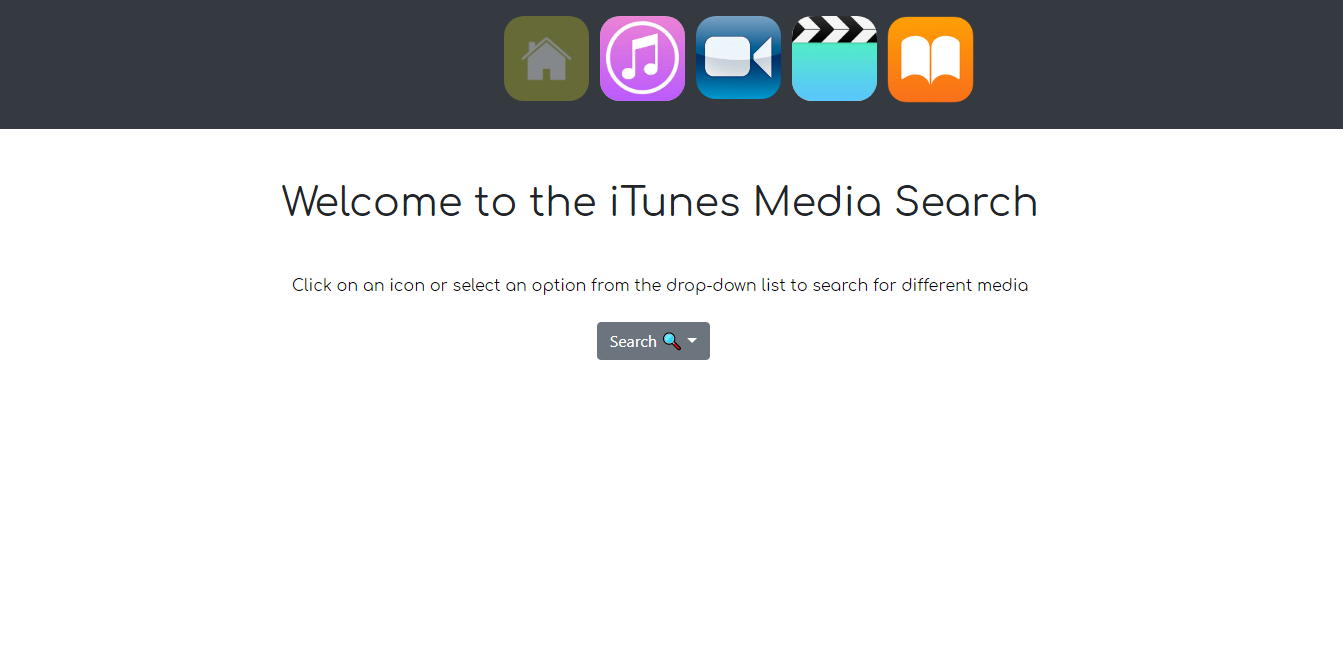 Welcome to the iTunes Media Search
Click on an icon or select an option from the drop-down list to search for different media
Search